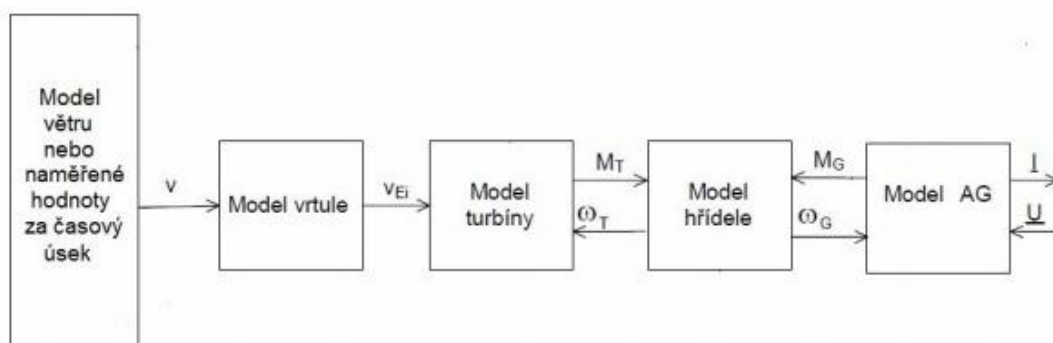 Model
větru
nebo
naměřené
hodnoty
za časový
úsek
v
Model vrtule
vEi
Model
turbíny
MT
ωT
Model
hřídele
MG
ωG
Model AG
I
U